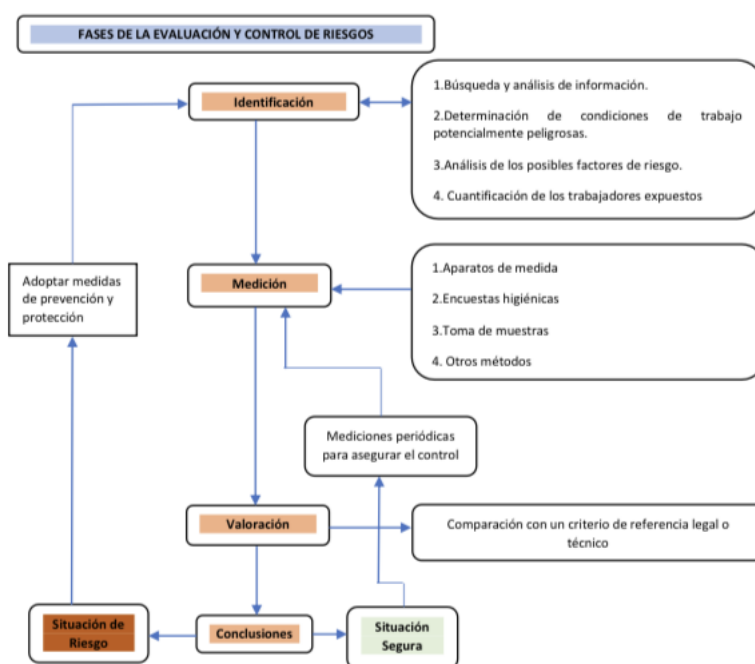 FASES DE LA EVALUACIÓN Y CONTROL DE RIESGOS
Identificación
1.Búsqueda y análisis de información.
2.Determinación de condiciones de trabajo
potencialmente peligrosas.
3.Análisis de los posibles factores de riesgo.
4. Cuantificación de los trabajadores expuestos
Adoptar medidas
de prevención y
protección
Medición
1.Aparatos de medida
2.Encuestas higiénicas
3.Toma de muestras
4. Otros métodos
Mediciones periódicas
para asegurar el control
Valoración
Comparación con un criterio de referencia legal o
técnico
Situación de
Riesgo
Conclusiones
Situación
Segura